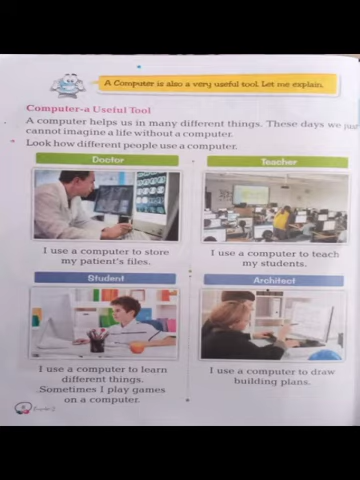 A Computer is also a very useful tool. Let me explain.
Computer-a Useful Tool
A computer helps us in many different things. These days we just
cannot imagine a life without a computer.
Look how different people use a computer.
Doctor
I use a computer to store
my patient's files.
Teacher
I use a computer to teach
my students.
Student
I use a computer to learn
different things.
Sometimes I play games
on a computer.
Architect
I use a computer to draw
building plans.